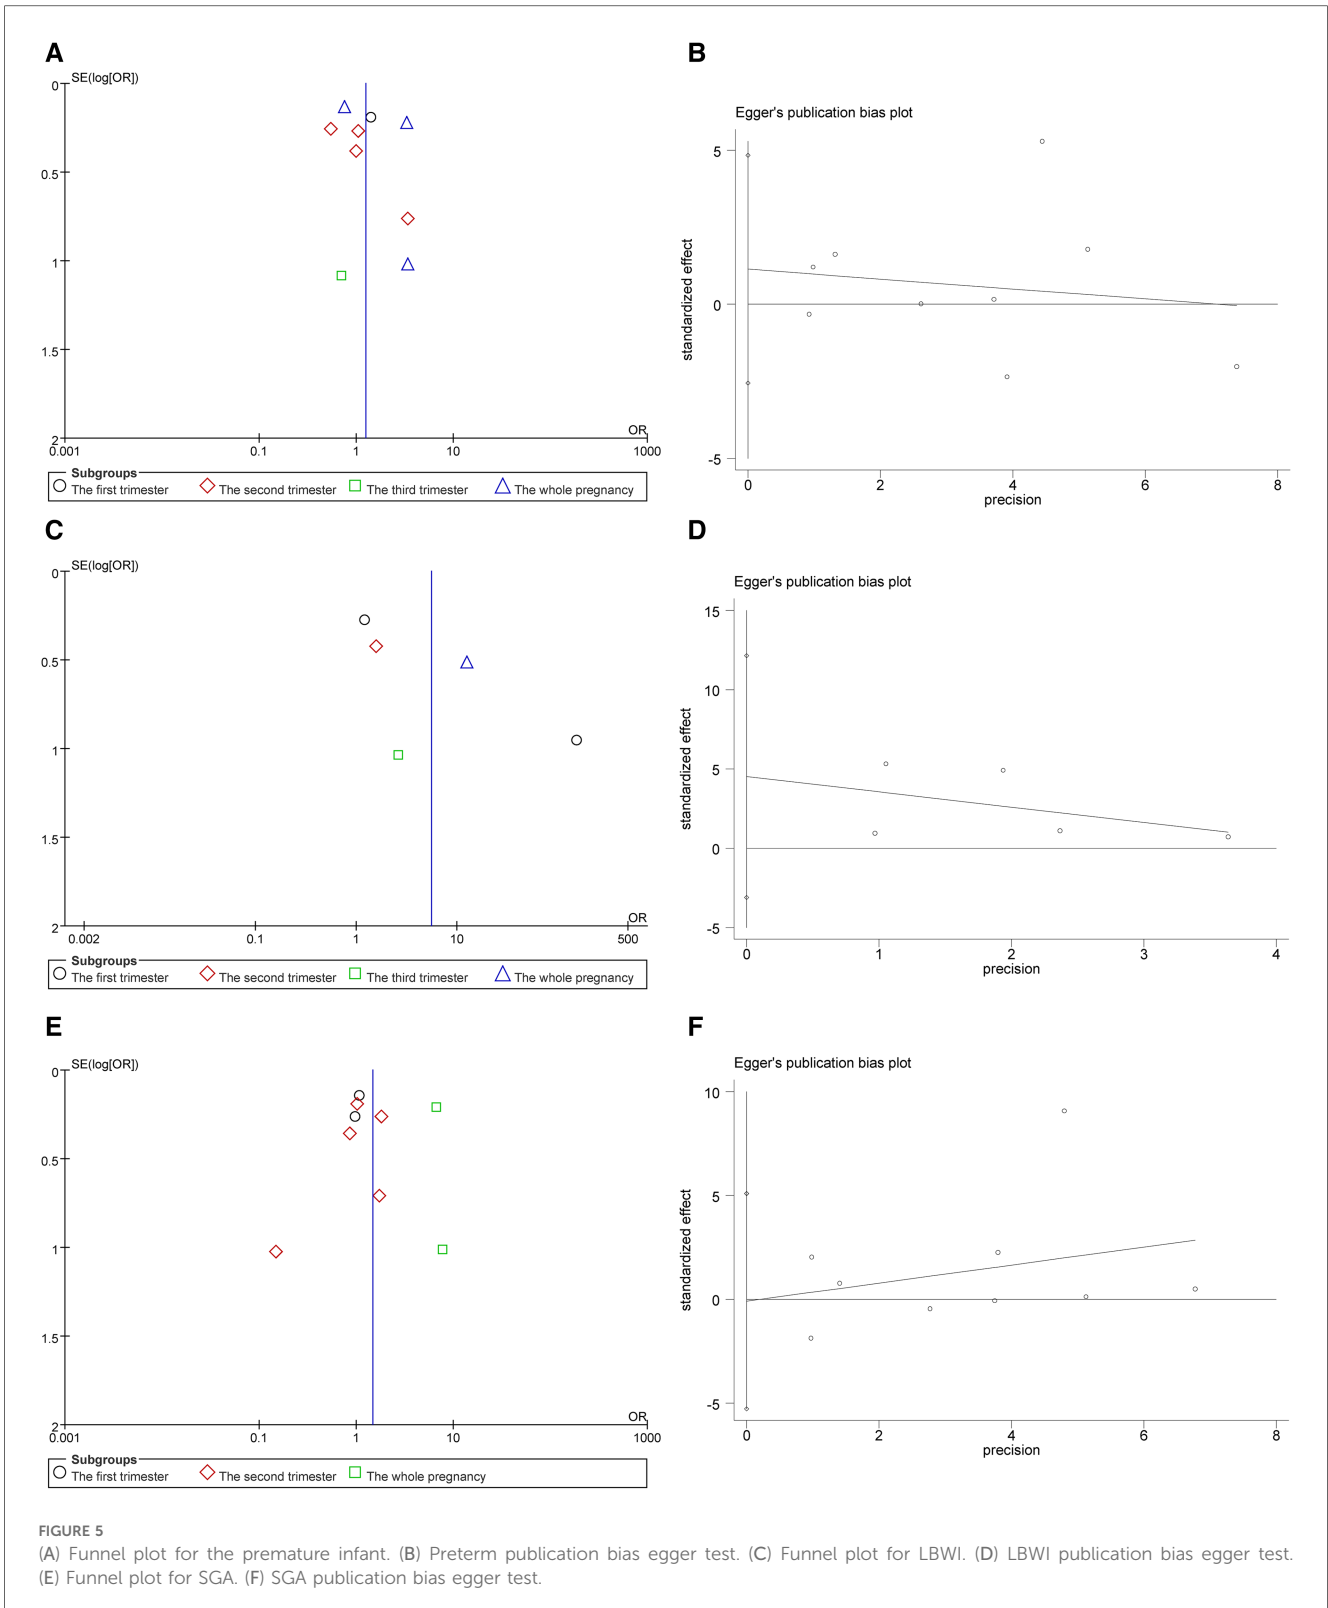 A
SE(log[OR])
0
0.5
1
1.5
2
0.001
0.1
1
10
1000
OR
Subgroups
The first trimester
The second trimester
The third trimester
The whole pregnancy
B
Egger's publication bias plot
standardized effect
5
0
-5
0
2
4
6
8
precision
C
SE(log[OR])
0
0.5
1
1.5
2
0.002
0.1
1
10
500
OR
Subgroups
The first trimester
The second trimester
The third trimester
The whole pregnancy
D
Egger's publication bias plot
standardized effect
15
10
5
0
-5
0
1
2
3
4
precision
E
SE(log[OR])
0
0.5
1
1.5
2
0.001
0.1
1
10
1000
OR
Subgroups
The first trimester
The second trimester
The whole pregnancy
F
Egger's publication bias plot
standardized effect
10
5
0
-5
0
2
4
6
8
precision
FIGURE 5
(A) Funnel plot for the premature infant. (B) Preterm publication bias egger test. (C) Funnel plot for LBWI. (D) LBWI publication bias egger test.
(E) Funnel plot for SGA. (F) SGA publication bias egger test.